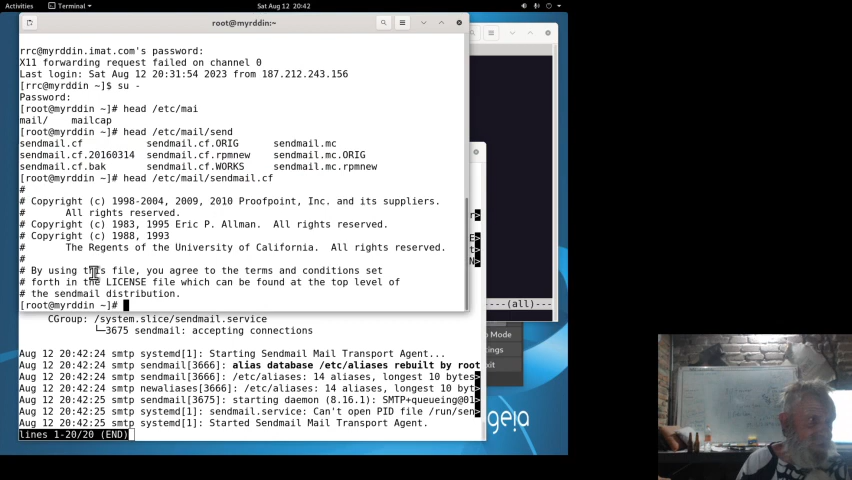 Activities
Terminal
Sat Aug 12 20:42
root@myrddin:~
rrc@myrddin.imat.com's password:
X11 forwarding request failed on channel 0
Last login: Sat Aug 12 20:31:54 2023 from 187.212.243.156
[rrc@myrddin ~]$ su -
Password:
[root@myrddin ~]# head /etc/mai
mail/ mailcap
[root@myrddin ~]# head /etc/mail/send
sendmail.cf sendmail.cf.ORIG sendmail.mc
sendmail.cf.20160314 sendmail.cf.rpmnew sendmail.mc.ORIG
sendmail.cf.bak sendmail.cf.WORKS sendmail.mc.rpmnew
[root@myrddin ~]# head /etc/mail/sendmail.cf
#
# Copyright (c) 1998-2004, 2009, 2010 Proofpoint, Inc. and its suppliers.
# All rights reserved.
# Copyright (c) 1983, 1995 Eric P. Allman. All rights reserved.
# Copyright (c) 1988, 1993
# The Regents of the University of California. All rights reserved.
#
# By using this file, you agree to the terms and conditions set
# forth in the LICENSE file which can be found at the top level of
# the sendmail distribution.
[root@myrddin ~]#
r>
E>
t>
N>
---(all)---
p Mode
tings
xit
CGroup: /system.slice/sendmail.service
└─3675 sendmail: accepting connections
Aug 12 20:42:24 smtp systemd[1]: Starting Sendmail Mail Transport Agent...
Aug 12 20:42:24 smtp sendmail[3666]: alias database /etc/aliases rebuilt by root
Aug 12 20:42:24 smtp sendmail[3666]: /etc/aliases: 14 aliases, longest 10 bytes>
Aug 12 20:42:24 smtp newaliases[3666]: /etc/aliases: 14 aliases, longest 10 byt>
Aug 12 20:42:25 smtp sendmail[3675]: starting daemon (8.16.1): SMTP+queueing@01>
Aug 12 20:42:25 smtp systemd[1]: sendmail.service: Can't open PID file /run/sen>
Aug 12 20:42:25 smtp systemd[1]: Started Sendmail Mail Transport Agent.
lines 1-20/20 (END)
geia